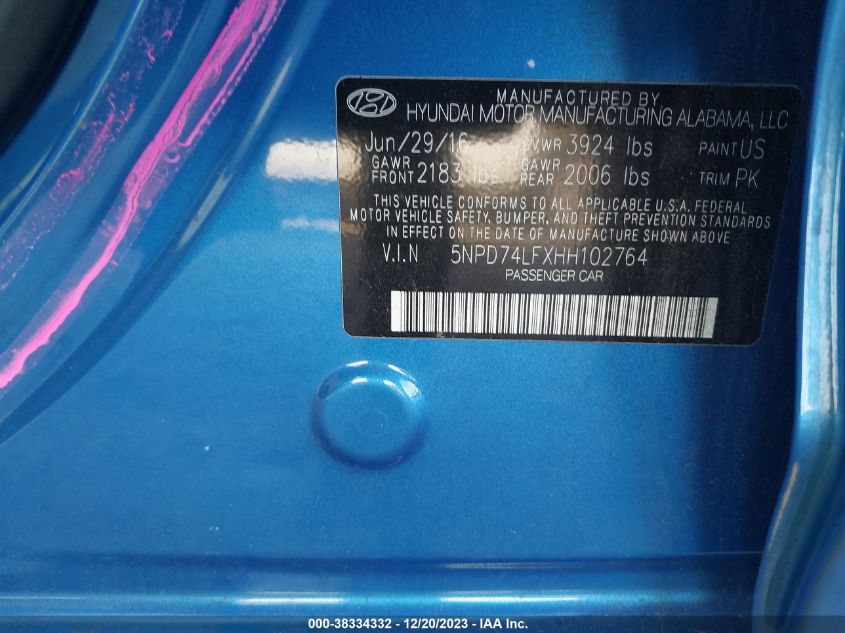 MANUFACTURED BY
HYUNDAI MOTOR MANUFACTURING ALABAMA, LLC
Jun/29/16 GVWR 3924 lbs PAINT US
GAWR FRONT 2183 lbs GAWR REAR 2006 lbs TRIM PK
THIS VEHICLE CONFORMS TO ALL APPLICABLE U.S.A. FEDERAL
MOTOR VEHICLE SAFETY, BUMPER, AND THEFT PREVENTION STANDARDS
IN EFFECT ON THE DATE OF MANUFACTURE SHOWN ABOVE
V.I.N 5NPD74LFXHH102764
PASSENGER CAR
000-38334332 - 12/20/2023 - IAA Inc.